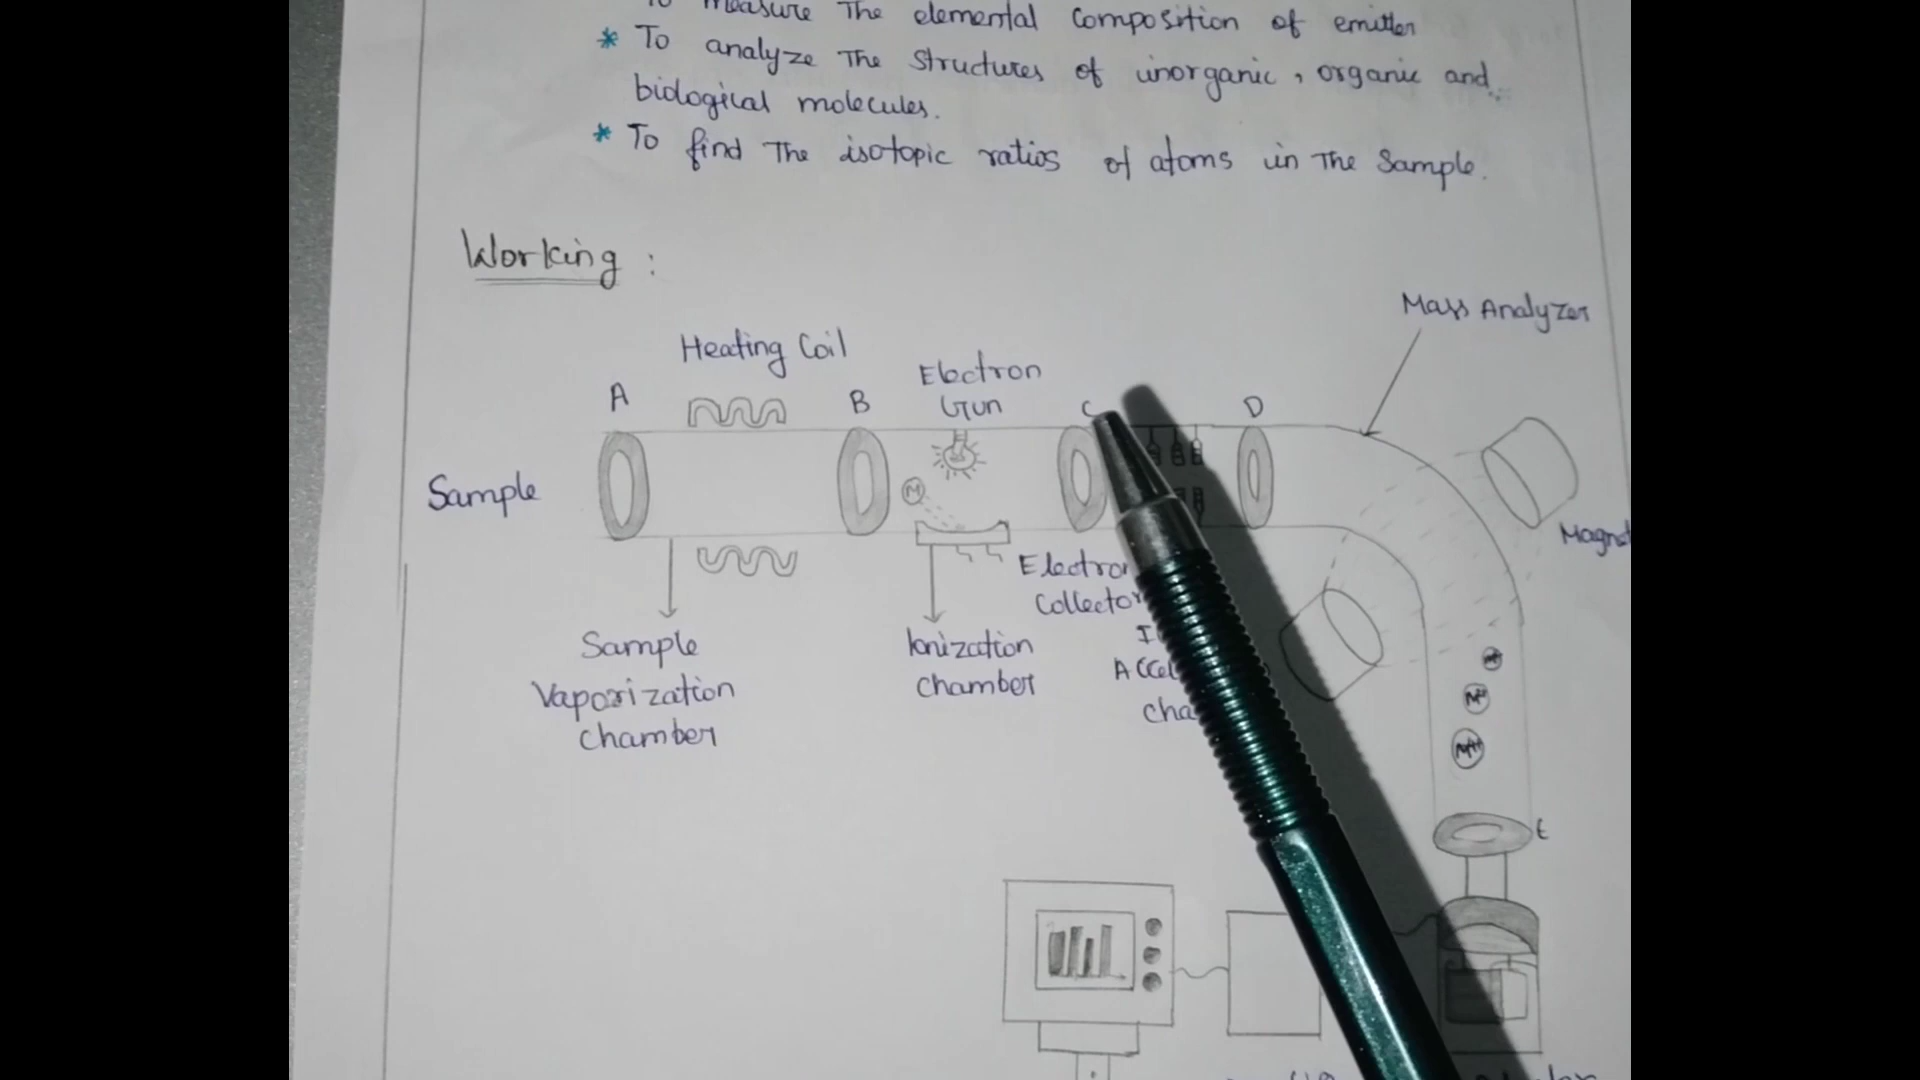 measure The elemental composition of emitter
* To analyze The structures of inorganic, organic and
biological molecules.
* To find The isotopic ratios of atoms in The Sample.
Working :
Mass Analyzer
Heating Coil
Electron
Gun
A
B
C
D
Sample
M
Electron
Collector
Sample
Vaporization
chamber
Ionization
chamber
E